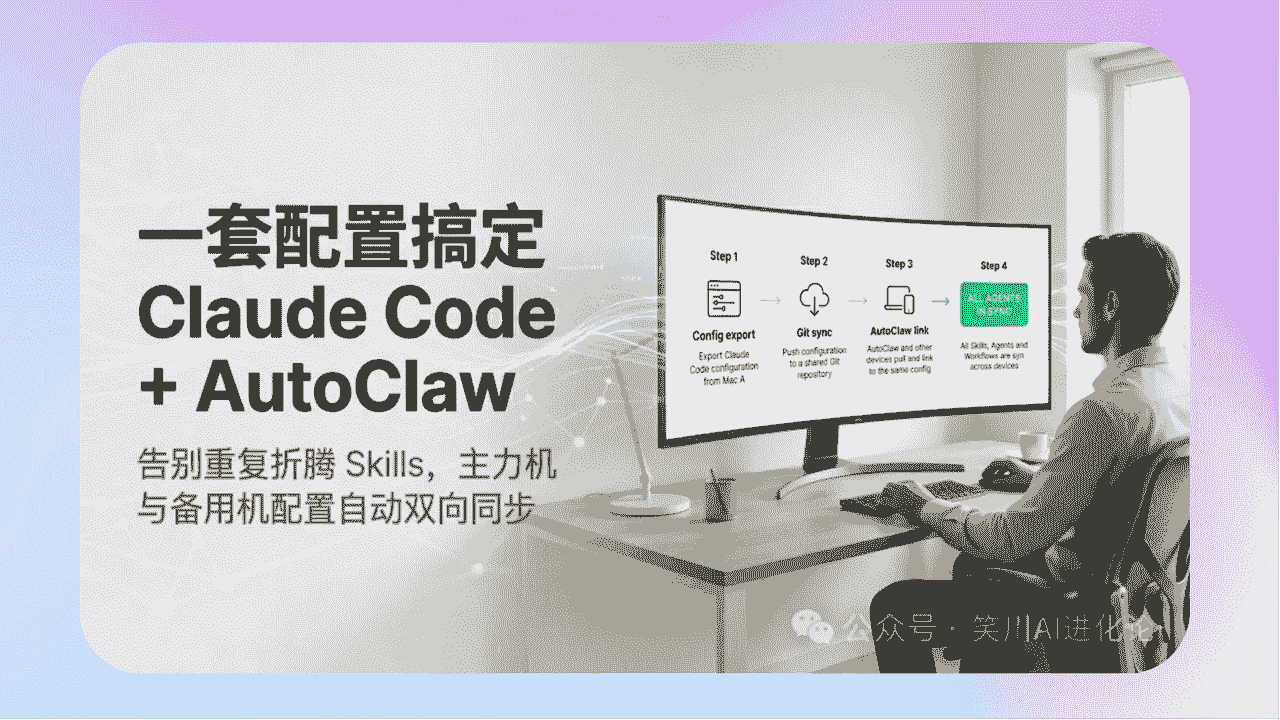 一套配置搞定
Claude Code
+ AutoClaw
告别重复折腾 Skills，主力机
与备用机配置自动双向同步
Step 1
Config export
Export Claude
Code configuration
from Mac A
Step 2
Git sync
Push configuration
to a shared Git
repository
Step 3
AutoClaw link
AutoClaw and other
devices pull and link
to the same config
Step 4
ALL AGENTS
All Skills, Agents and
Workflows are syn
across devices
公众号 · 笑川AI进化论